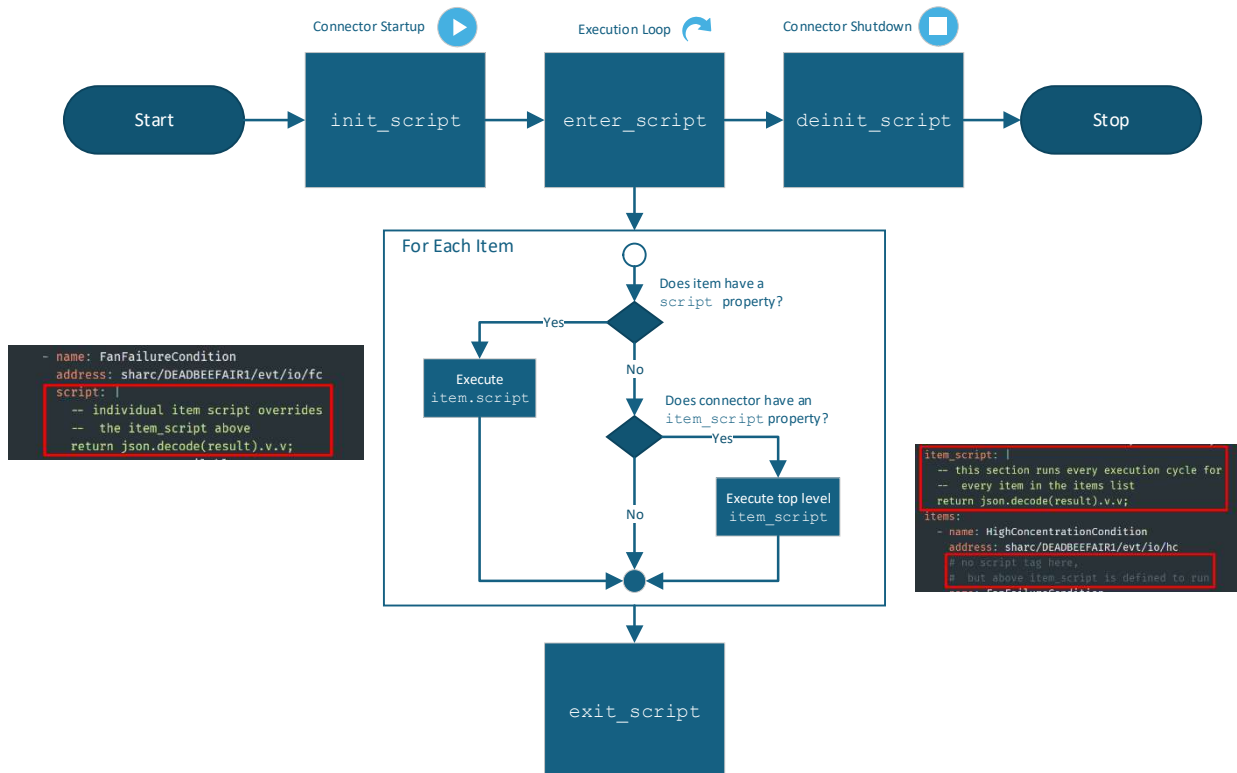 Connector Startup
Execution Loop
Connector Shutdown
Start
init_script
enter_script
deinit_script
Stop
For Each Item
Does item have a
script property?
Yes
No
Execute
item.script
Does connector have an
item_script property?
Yes
No
Execute top level
item_script
exit_script
- name: FanFailureCondition
address: sharc/DEADBEEFAIR1/evt/io/fc
script: |
-- individual item script overrides
-- the item_script above
return json.decode(result).v.v;
item_script: |
-- this section runs every execution cycle for
-- every item in the items list
return json.decode(result).v.v;
items:
- name: HighConcentrationCondition
address: sharc/DEADBEEFAIR1/evt/io/hc
# no script tag here,
# but above item_script is defined to run